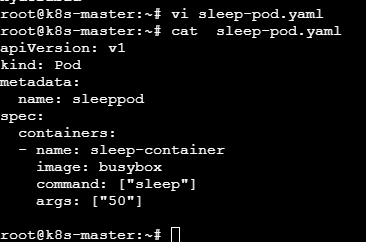 root@k8s-master:~# vi sleep-pod.yaml
root@k8s-master:~# cat  sleep-pod.yaml
apiVersion: v1
kind: Pod
metadata:
  name: sleeppod
spec:
  containers:
  - name: sleep-container
    image: busybox
    command: ["sleep"]
    args: ["50"]

root@k8s-master:~#